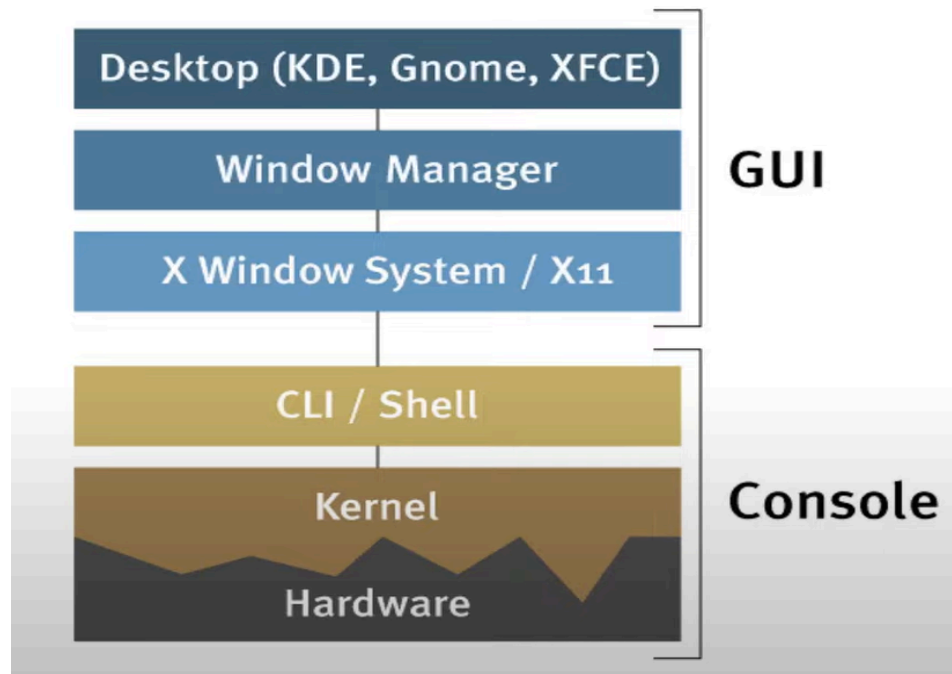 Desktop (KDE, Gnome, XFCE)
Window Manager
X Window System / X11
GUI
CLI / Shell
Kernel
Hardware
Console